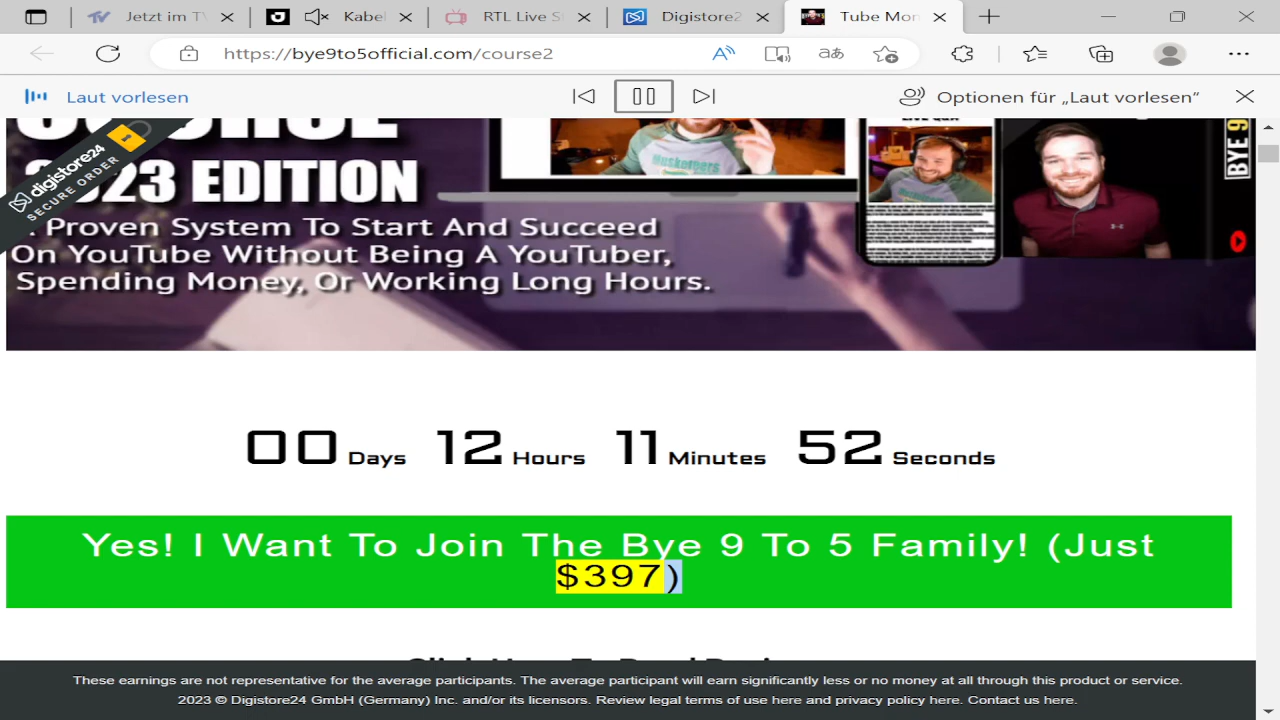 Jetzt im TV
Kabel
RTL Live S
Digistore2
Tube Mon
https://bye9to5official.com/course2
Laut vorlesen
Optionen für „Laut vorlesen“
digistore24
SECURE ORDER
2023 EDITION
Proven System To Start And Succeed
On YouTube Without Being A YouTuber,
Spending Money, Or Working Long Hours.
LIVE Q&A
Huskerpers
BYE 9
00 Days 12 Hours 11 Minutes 52 Seconds
Yes! I Want To Join The Bye 9 To 5 Family! (Just
$397)
These earnings are not representative for the average participants. The average participant will earn significantly less or no money at all through this product or service.
2023 © Digistore24 GmbH (Germany) Inc. and/or its licensors. Review legal terms of use here and privacy policy here. Contact us here.